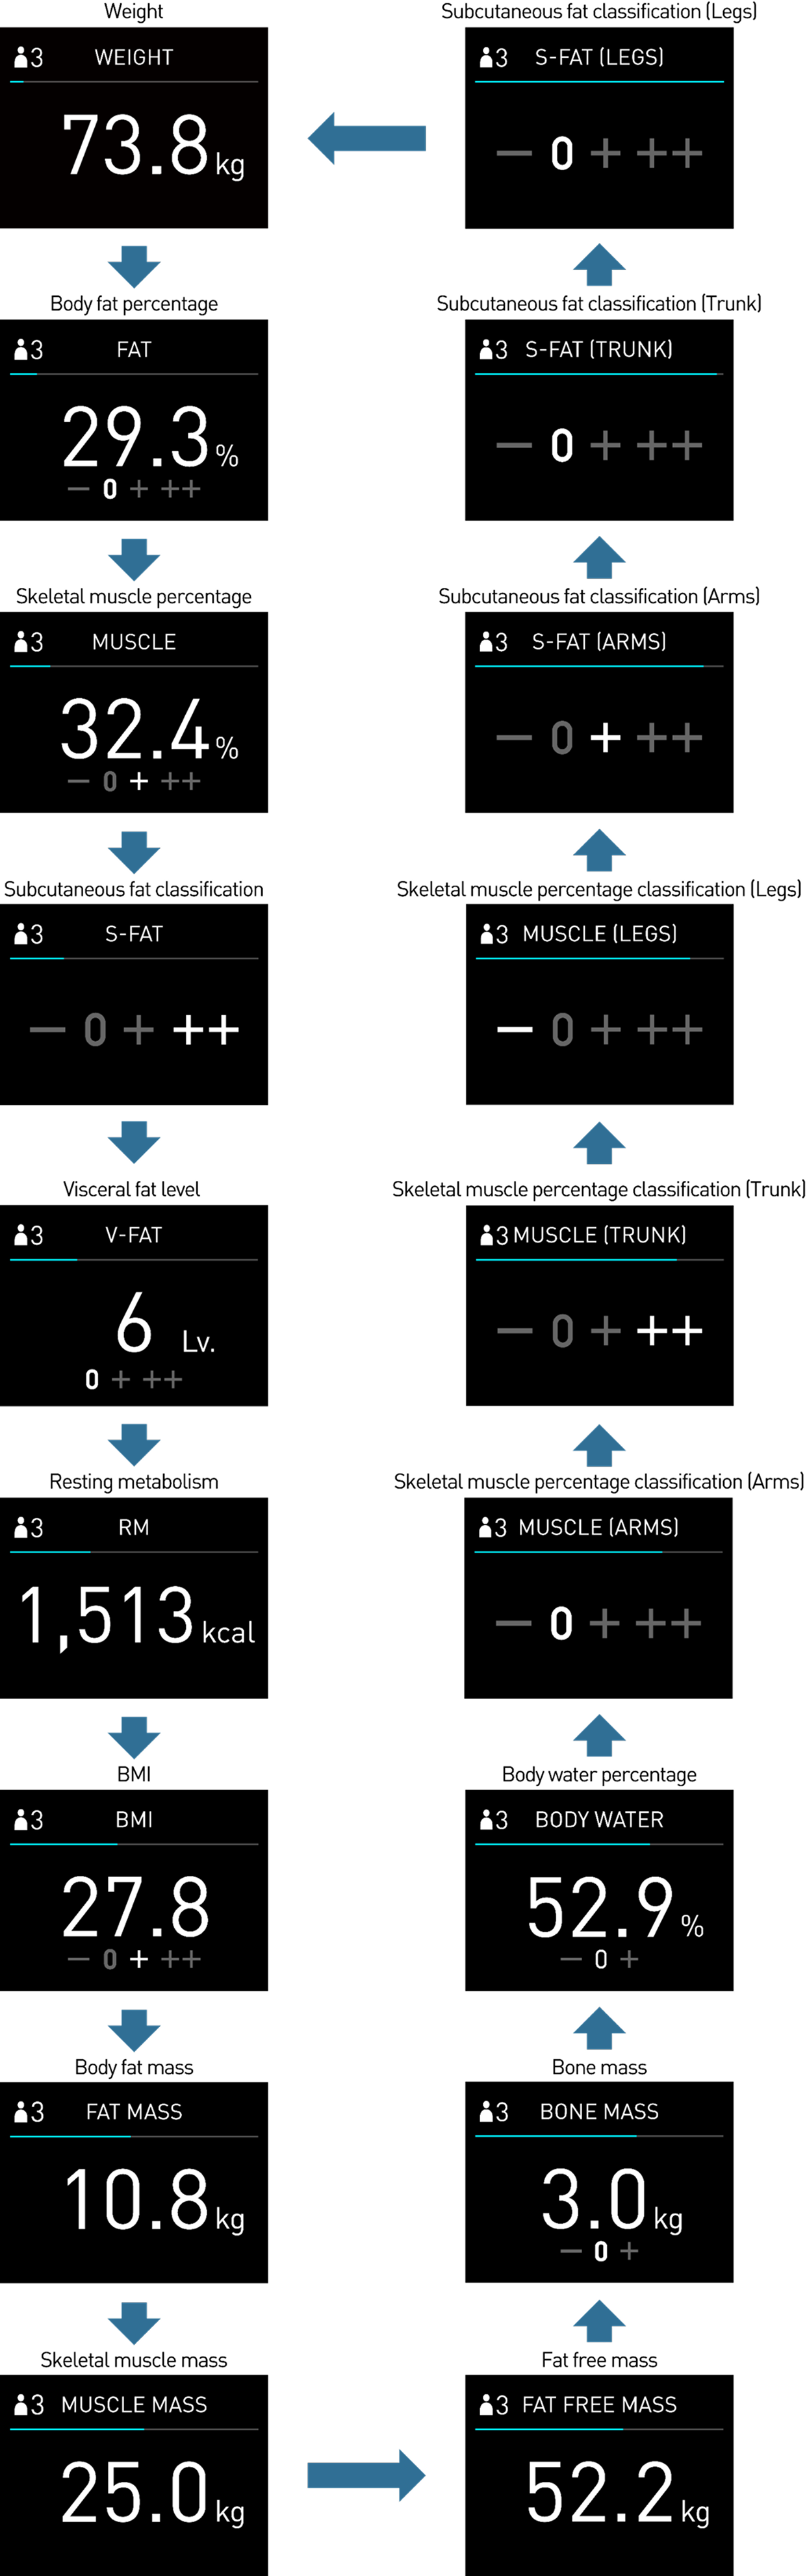 Weight
3 WEIGHT
73.8 kg
Body fat percentage
3 FAT
29.3 %
− 0 + ++
Skeletal muscle percentage
3 MUSCLE
32.4 %
− 0 + ++
Subcutaneous fat classification
3 S-FAT
− 0 + ++
Visceral fat level
3 V-FAT
6 Lv.
0 + ++
Resting metabolism
3 RM
1,513 kcal
BMI
3 BMI
27.8
− 0 + ++
Body fat mass
3 FAT MASS
10.8 kg
Skeletal muscle mass
3 MUSCLE MASS
25.0 kg
Fat free mass
3 FAT FREE MASS
52.2 kg
Bone mass
3 BONE MASS
3.0 kg
− 0 +
Body water percentage
3 BODY WATER
52.9 %
− 0 +
Skeletal muscle percentage classification (Arms)
3 MUSCLE (ARMS)
− 0 + ++
Skeletal muscle percentage classification (Trunk)
3 MUSCLE (TRUNK)
− 0 + ++
Skeletal muscle percentage classification (Legs)
3 MUSCLE (LEGS)
− 0 + ++
Subcutaneous fat classification (Arms)
3 S-FAT (ARMS)
− 0 + ++
Subcutaneous fat classification (Trunk)
3 S-FAT (TRUNK)
− 0 + ++
Subcutaneous fat classification (Legs)
3 S-FAT (LEGS)
− 0 + ++